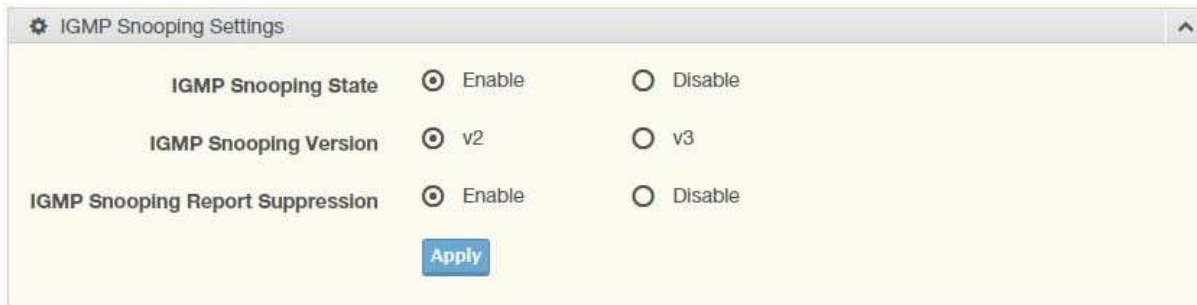 IGMP Snooping Settings
IGMP Snooping State Enable Disable
IGMP Snooping Version v2 v3
IGMP Snooping Report Suppression Enable Disable
Apply